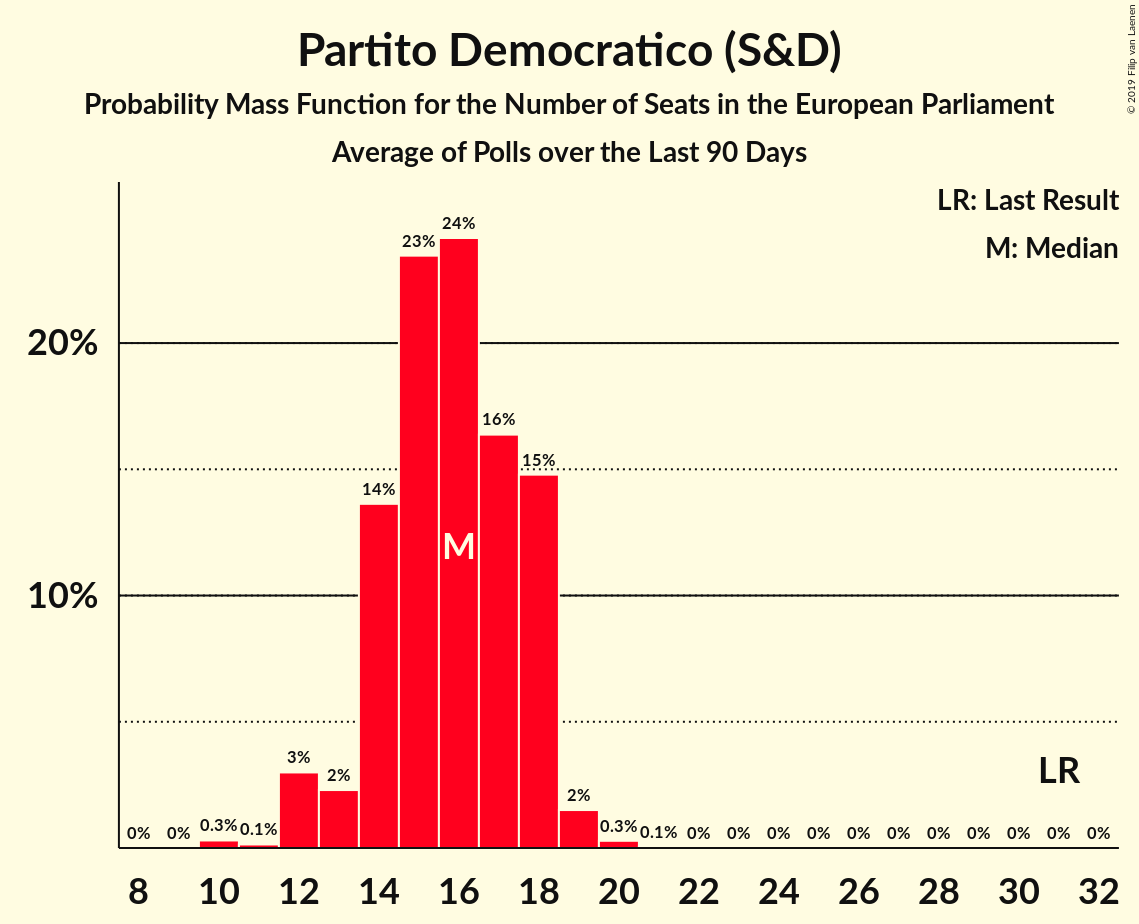 Partito Democratico (S&D)
Probability Mass Function for the Number of Seats in the European Parliament
Average of Polls over the Last 90 Days
© 2019 Filip van Laenen
LR: Last Result
M: Median
20%
10%
0% 0% 0.3% 0.1% 3% 2% 14% 23% 24% 16% 15% 2% 0.3% 0.1% 0% 0% 0% 0% 0% 0% 0% 0% 0% 0% 0%
M
LR
8 10 12 14 16 18 20 22 24 26 28 30 32